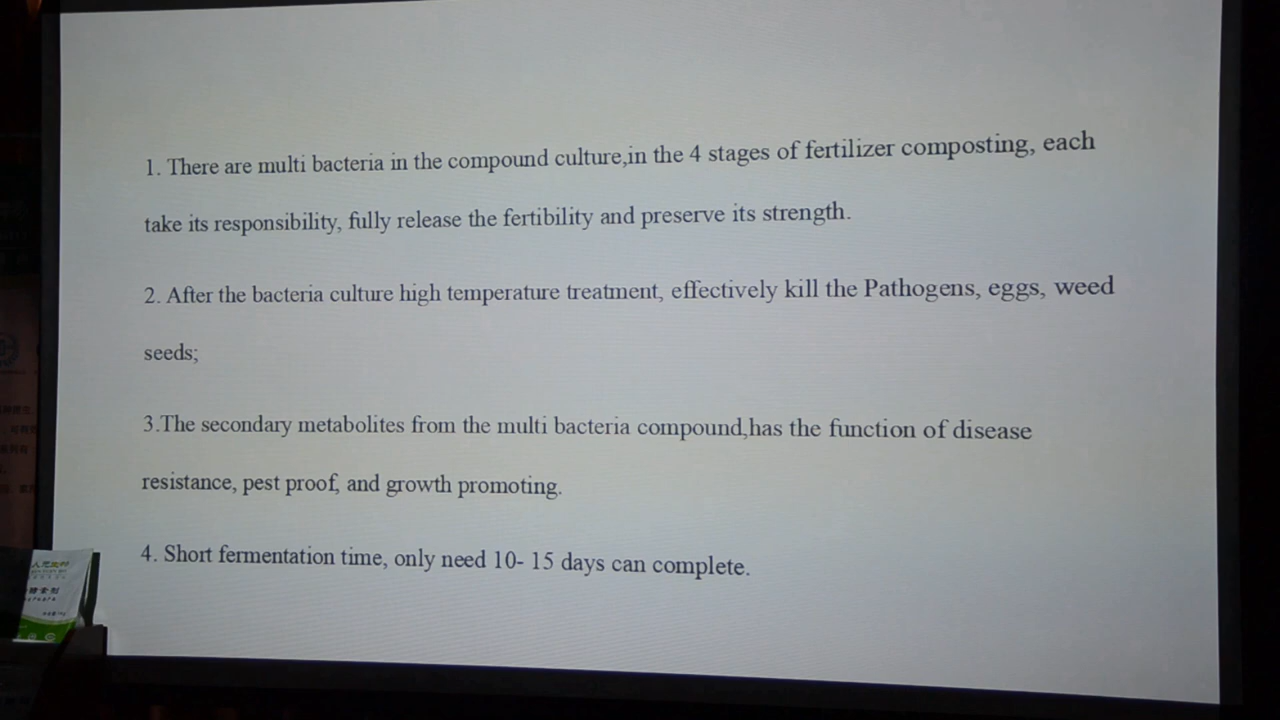 1. There are multi bacteria in the compound culture,in the 4 stages of fertilizer composting, each
take its responsibility, fully release the fertibility and preserve its strength.
2. After the bacteria culture high temperature treatment, effectively kill the Pathogens, eggs, weed
seeds;
3.The secondary metabolites from the multi bacteria compound,has the function of disease
resistance, pest proof, and growth promoting.
4. Short fermentation time, only need 10- 15 days can complete.